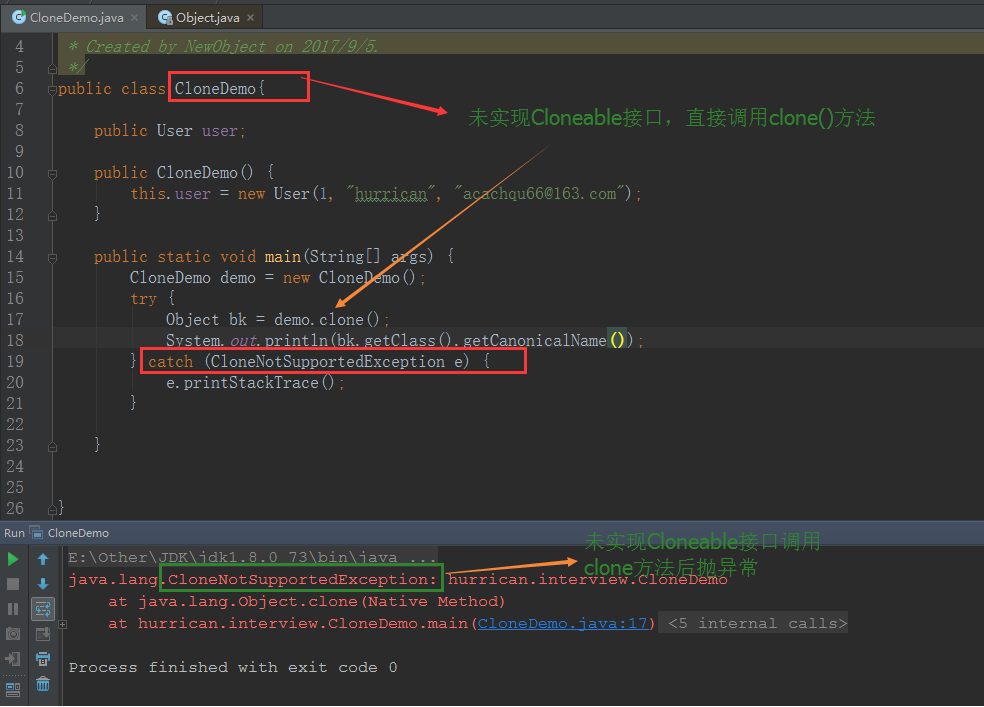 CloneDemo.java × Object.java ×
4 * Created by NewObject on 2017/9/5.
5 */
6 public class CloneDemo{
未实现Cloneable接口，直接调用clone()方法
7
8 public User user;
9
10 public CloneDemo() {
11 this.user = new User(1, "hurrican", "acachqu66@163.com");
12 }
13
14 public static void main(String[] args) {
15 CloneDemo demo = new CloneDemo();
16 try {
17 Object bk = demo.clone();
18 System.out.println(bk.getClass().getCanonicalName());
19 } catch (CloneNotSupportedException e) {
20 e.printStackTrace();
21 }
22
23 }
24
25
26 }
Run CloneDemo
未实现Cloneable接口调用
clone方法后抛异常
E:\Other\JDK\jdk1.8.0_73\bin\java ...
java.lang.CloneNotSupportedException: hurrican.interview.CloneDemo
at java.lang.Object.clone(Native Method)
at hurrican.interview.CloneDemo.main(CloneDemo.java:17) <5 internal calls>
Process finished with exit code 0